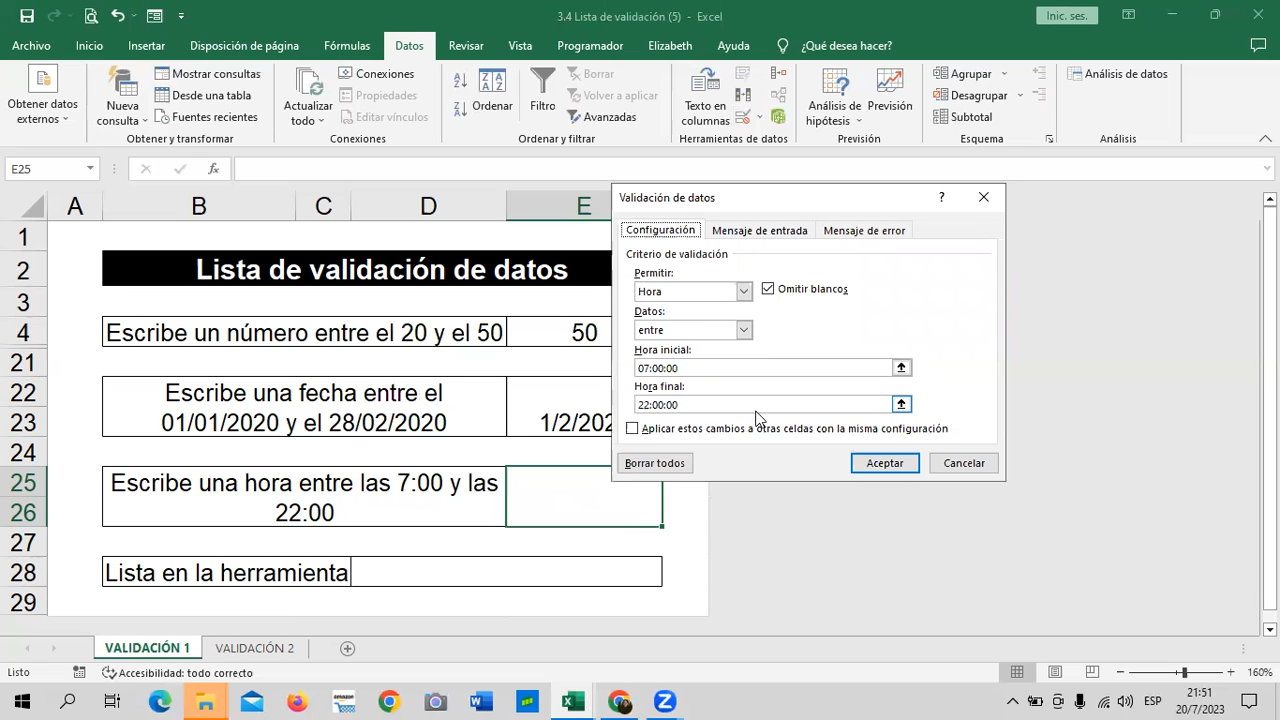 3.4 Lista de validación (5) - Excel
Inic. ses.
Archivo Inicio Insertar Disposición de página Fórmulas Datos Revisar Vista Programador Elizabeth Ayuda ¿Qué desea hacer?
Obtener datos externos
Nueva consulta
Mostrar consultas
Desde una tabla
Fuentes recientes
Obtener y transformar
Actualizar todo
Conexiones
Propiedades
Editar vínculos
Conexiones
Ordenar
Filtro
Borrar
Volver a aplicar
Avanzadas
Ordenar y filtrar
Texto en columnas
Herramientas de datos
Análisis de hipótesis
Previsión
Previsión
Agrupar
Desagrupar
Subtotal
Esquema
Análisis de datos
Análisis
E25
fx
A B C D E
1
2 Lista de validación de datos
3
4 Escribe un número entre el 20 y el 50 50
21
22 Escribe una fecha entre el
23 01/01/2020 y el 28/02/2020 1/2/202
24
25 Escribe una hora entre las 7:00 y las
26 22:00
27
28 Lista en la herramienta
29
Validación de datos
?
Configuración Mensaje de entrada Mensaje de error
Criterio de validación
Permitir:
Hora
Omitir blancos
Datos:
entre
Hora inicial:
07:00:00
Hora final:
22:00:00
Aplicar estos cambios a otras celdas con la misma configuración
Borrar todos Aceptar Cancelar
VALIDACIÓN 1 VALIDACIÓN 2
Listo Accesibilidad: todo correcto 160%
ESP
21:51
20/7/2023